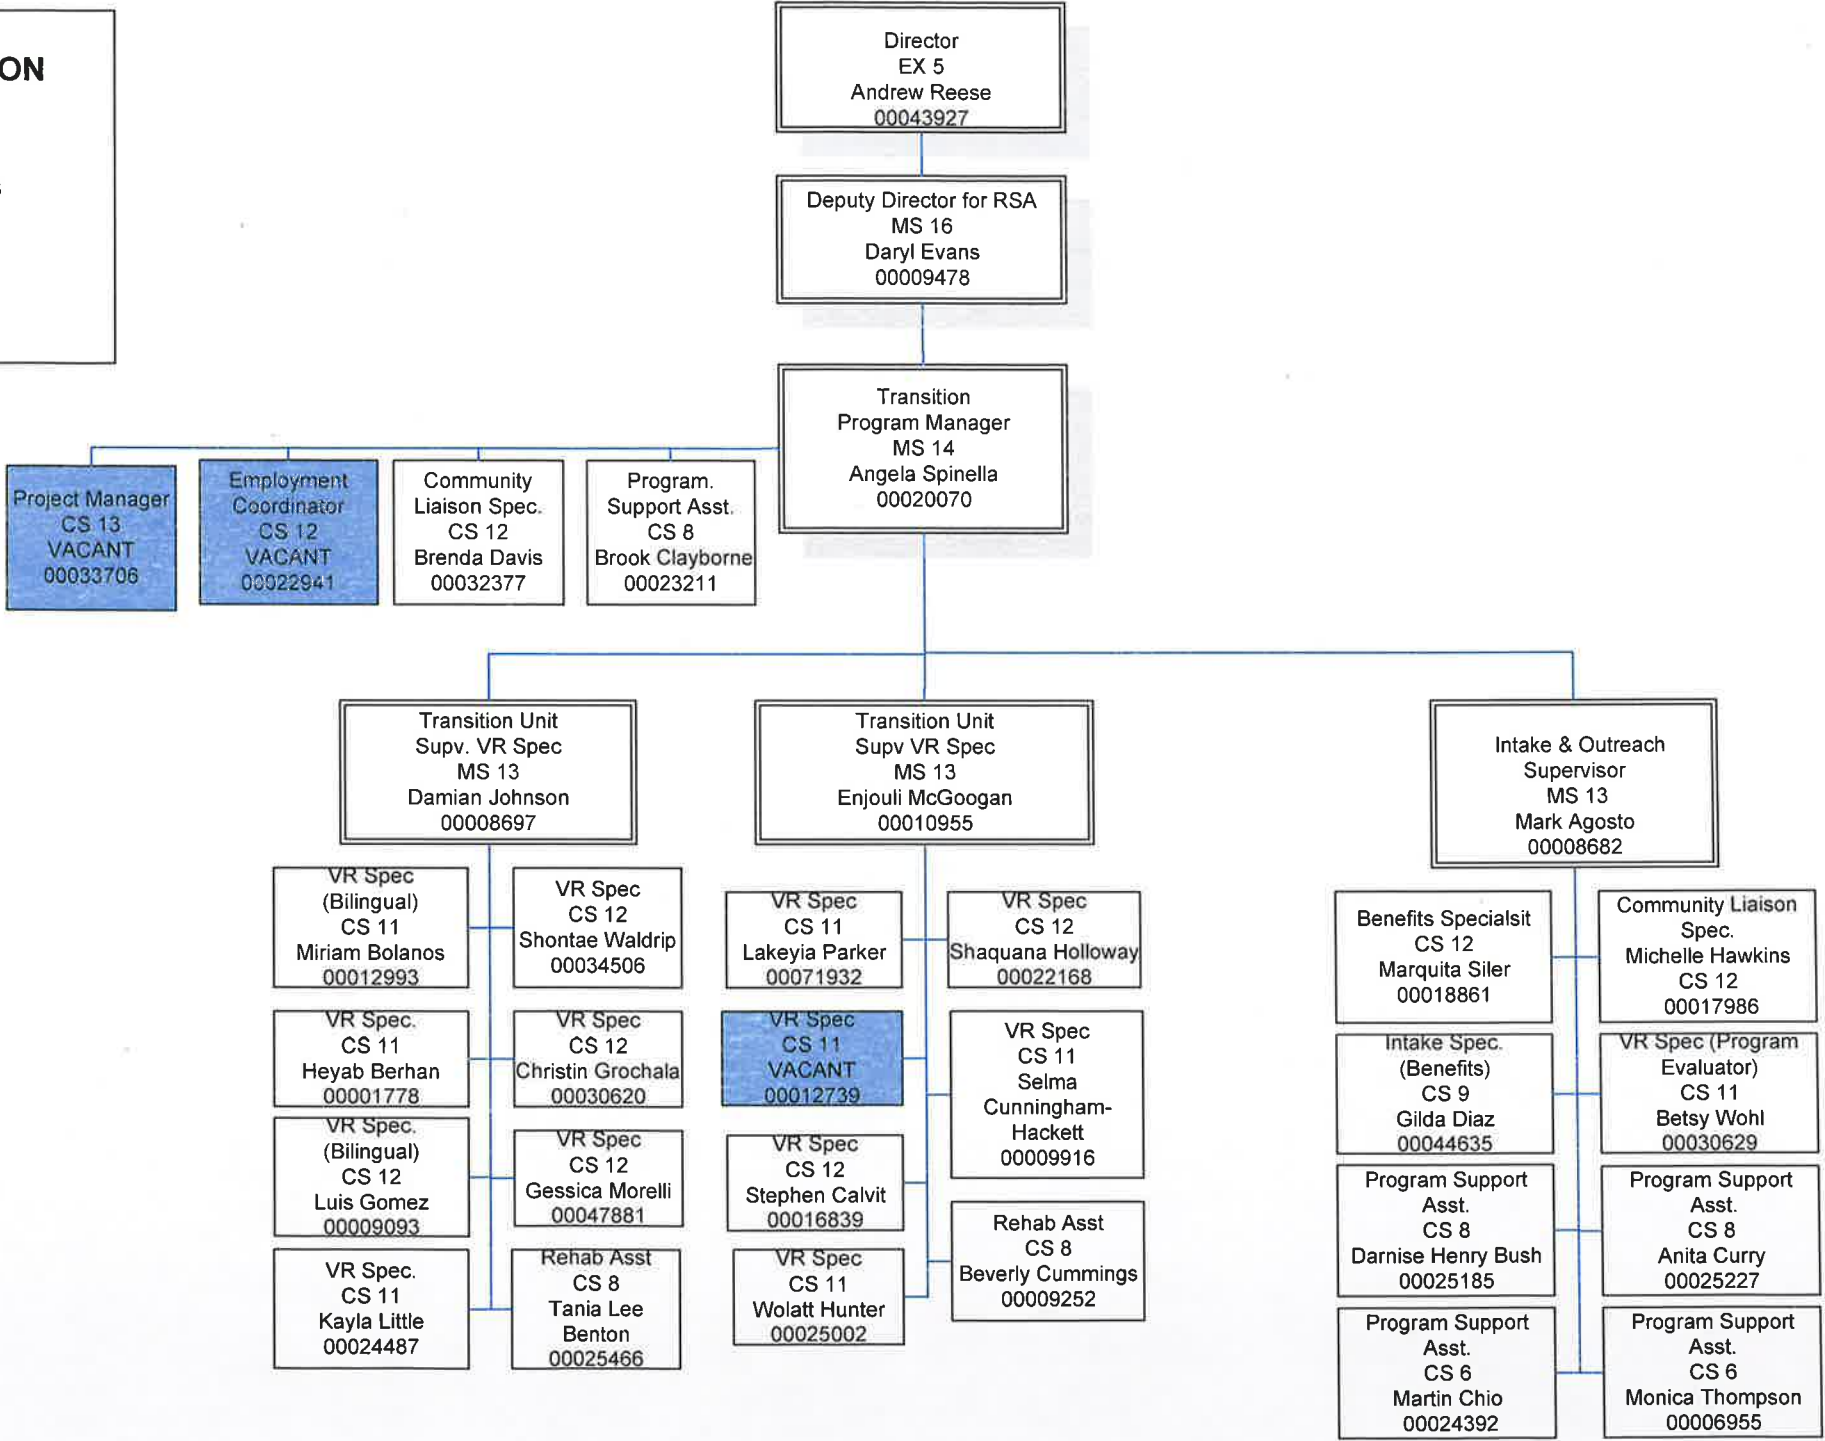 ON
Director
EX 5
Andrew Reese
00043927
Deputy Director for RSA
MS 16
Daryl Evans
00009478
Transition
Program Manager
MS 14
Angela Spinella
00020070
Project Manager
CS 13
VACANT
00033706
Employment
Coordinator
CS 12
VACANT
00022941
Community
Liaison Spec.
CS 12
Brenda Davis
00032377
Program.
Support Asst.
CS 8
Brook Clayborne
00023211
Transition Unit
Supv. VR Spec
MS 13
Damian Johnson
00008697
Transition Unit
Supv VR Spec
MS 13
Enjouli McGoogan
00010955
Intake & Outreach
Supervisor
MS 13
Mark Agosto
00008682
VR Spec
(Bilingual)
CS 11
Miriam Bolanos
00012993
VR Spec
CS 12
Shontae Waldrip
00034506
VR Spec.
CS 11
Heyab Berhan
00001778
VR Spec
CS 12
Christin Grochala
00030620
VR Spec.
(Bilingual)
CS 12
Luis Gomez
00009093
VR Spec
CS 12
Gessica Morelli
00047881
VR Spec.
CS 11
Kayla Little
00024487
Rehab Asst
CS 8
Tania Lee
Benton
00025466
VR Spec
CS 11
Lakeyia Parker
00071932
VR Spec
CS 12
Shaquana Holloway
00022168
VR Spec
CS 11
VACANT
00012739
VR Spec
CS 11
Selma
Cunningham-
Hackett
00009916
VR Spec
CS 12
Stephen Calvit
00016839
Rehab Asst
CS 8
Beverly Cummings
00009252
VR Spec
CS 11
Wolatt Hunter
00025002
Benefits Specialsit
CS 12
Marquita Siler
00018861
Community Liaison
Spec.
Michelle Hawkins
CS 12
00017986
Intake Spec.
(Benefits)
CS 9
Gilda Diaz
00044635
VR Spec (Program
Evaluator)
CS 11
Betsy Wohl
00030629
Program Support
Asst.
CS 8
Darnise Henry Bush
00025185
Program Support
Asst.
CS 8
Anita Curry
00025227
Program Support
Asst.
CS 6
Martin Chio
00024392
Program Support
Asst.
CS 6
Monica Thompson
00006955